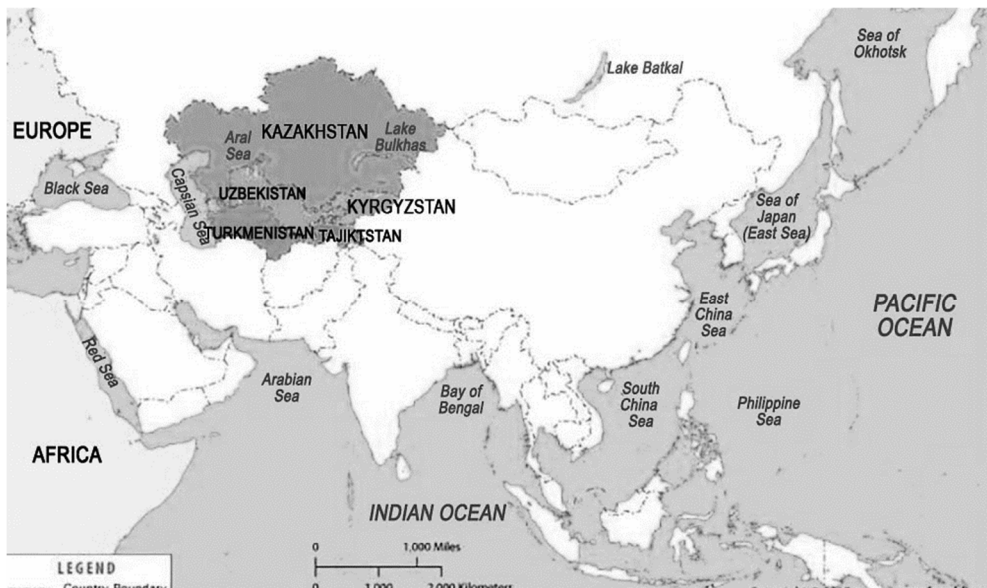 Sea of
Okhotsk
Lake Batkal
EUROPE
KAZAKHSTAN
Aral
Sea
Lake
Bulkhas
Black Sea
Capsian Sea
UZBEKISTAN
KYRGYZSTAN
TURKMENISTAN
TAJIKTSTAN
Sea of
Japan
(East Sea)
East
China
Sea
PACIFIC
OCEAN
Red Sea
Arabian
Sea
Bay of
Bengal
South
China
Sea
Philippine
Sea
AFRICA
INDIAN OCEAN
0 1,000 Miles
0 1,000 2,000 Kilometers
LEGEND
Country Boundary